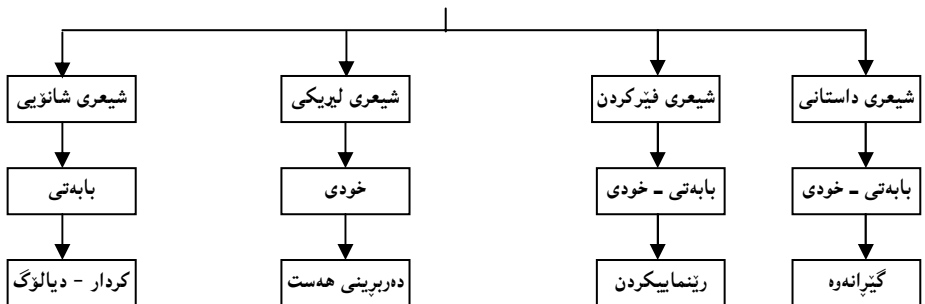 شیعری داستانی
شیعری فێرکردن
شیعری لیریکی
شیعری شانۆیی
بابەتی ـ خودی
بابەتی ـ خودی
خودی
بابەتی
گێڕانەوە
رێنماییکردن
دەربڕینی هەست
کردار - دیالۆگ